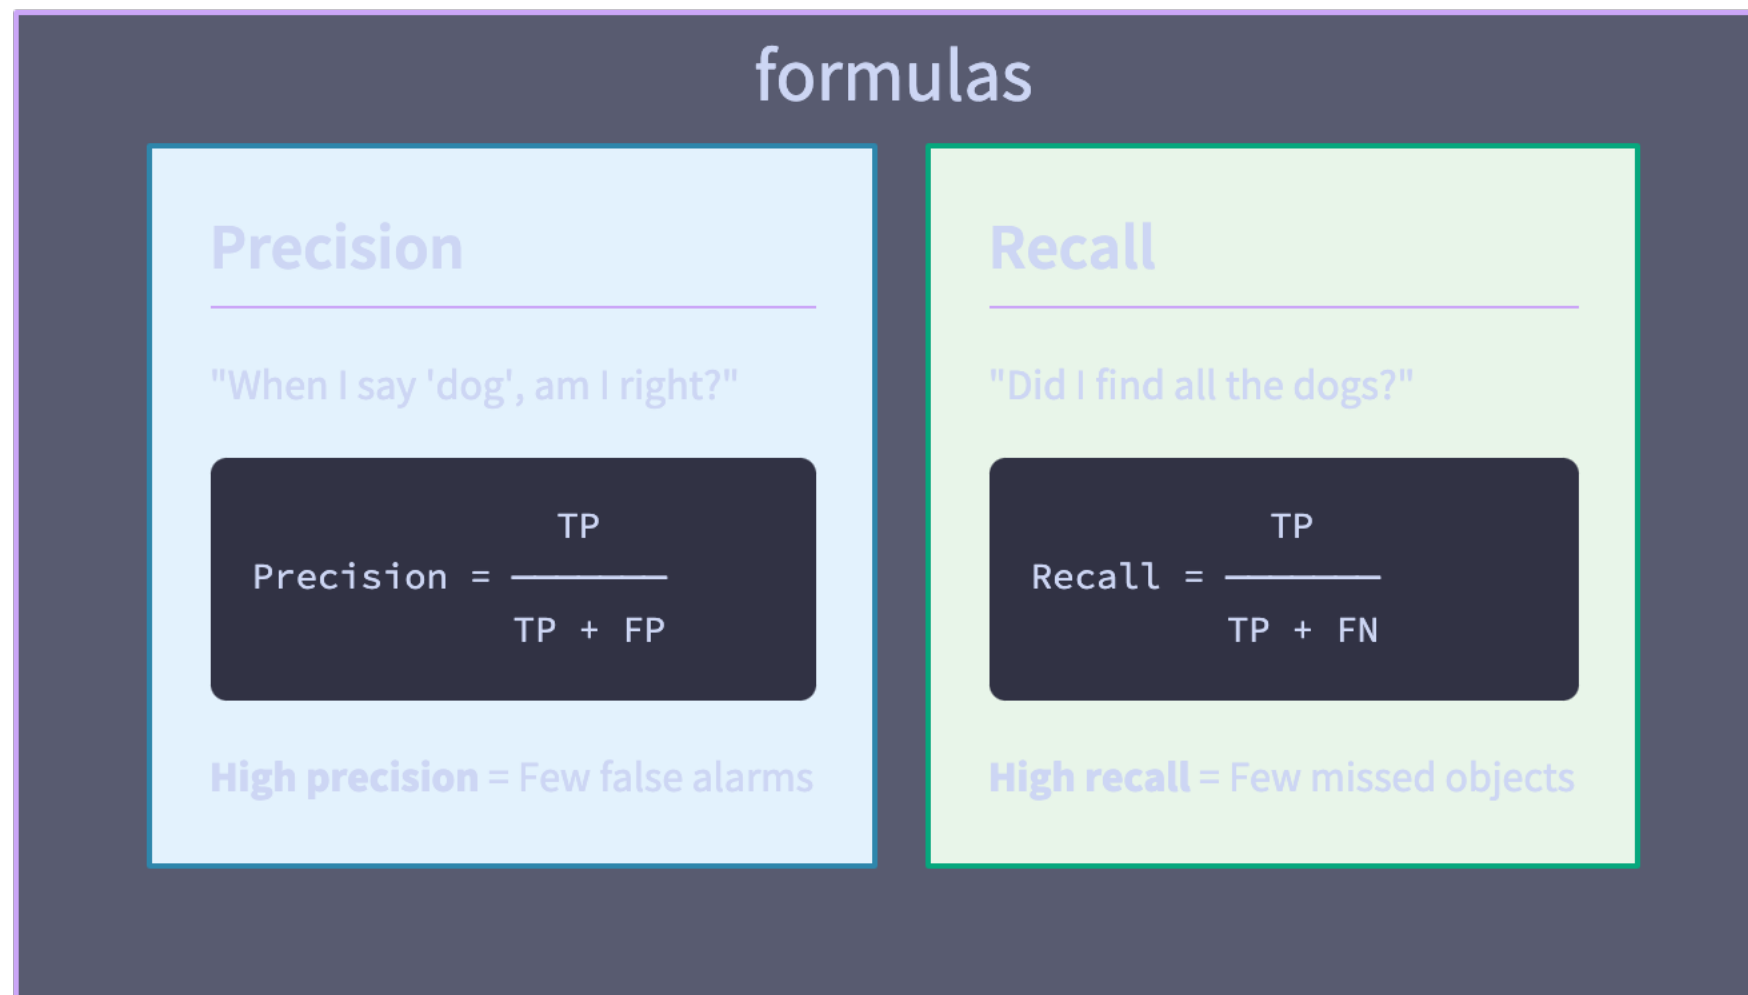 formulas
Precision
"When I say 'dog', am I right?"
TP
Precision = ───────
TP + FP
High precision = Few false alarms
Recall
"Did I find all the dogs?"
TP
Recall = ───────
TP + FN
High recall = Few missed objects